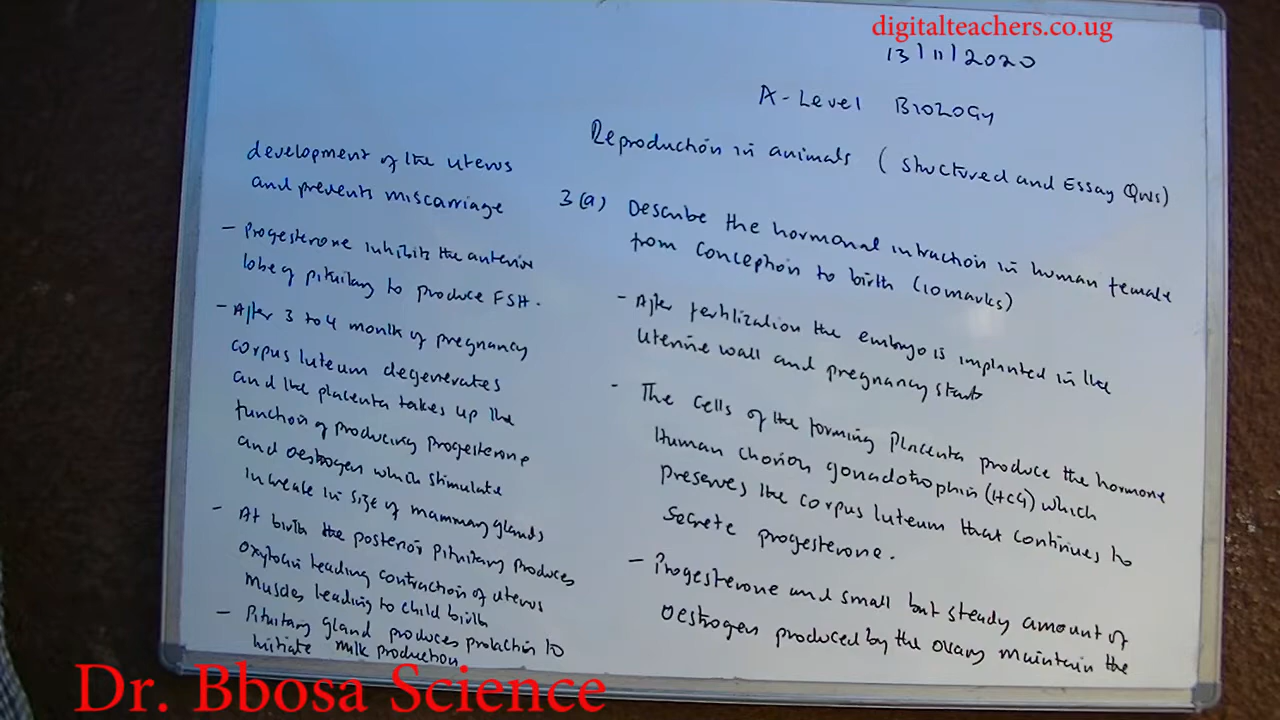 digitalteachers.co.ug
13/11/2020
A-Level BIOLOGY
Reproduction in animals (structured and Essay Qns)
3(a) Describe the hormonal intraction in human female
from conception to birth (10marks)
- After fertilization the embryo is implanted in the
uterine wall and pregnancy starts
- The cells of the forming placenta produce the hormone
Human chorion gonadotrophin (HCG) which
preserves the corpus luteum that continues to
secrete progesterone.
- Progesterone and small but steady amount of
oestrogen produced by the ovary maintain the
development of the uterus
and prevents miscarriage
- Progesterone inhibits the anterior
lobe of pituitary to produce FSH.
- After 3 to 4 month of pregnancy
corpus luteum degenerates
and the placenta takes up the
function of producing progesterone
and oestrogen which stimulate
increase in size of mammary glands
- At birth the posterior pituitary produces
oxytocin leading contraction of uterus
muscles leading to child birth
- Pituitary gland produces prolactin to
initiate milk production
Dr. Bbosa Science